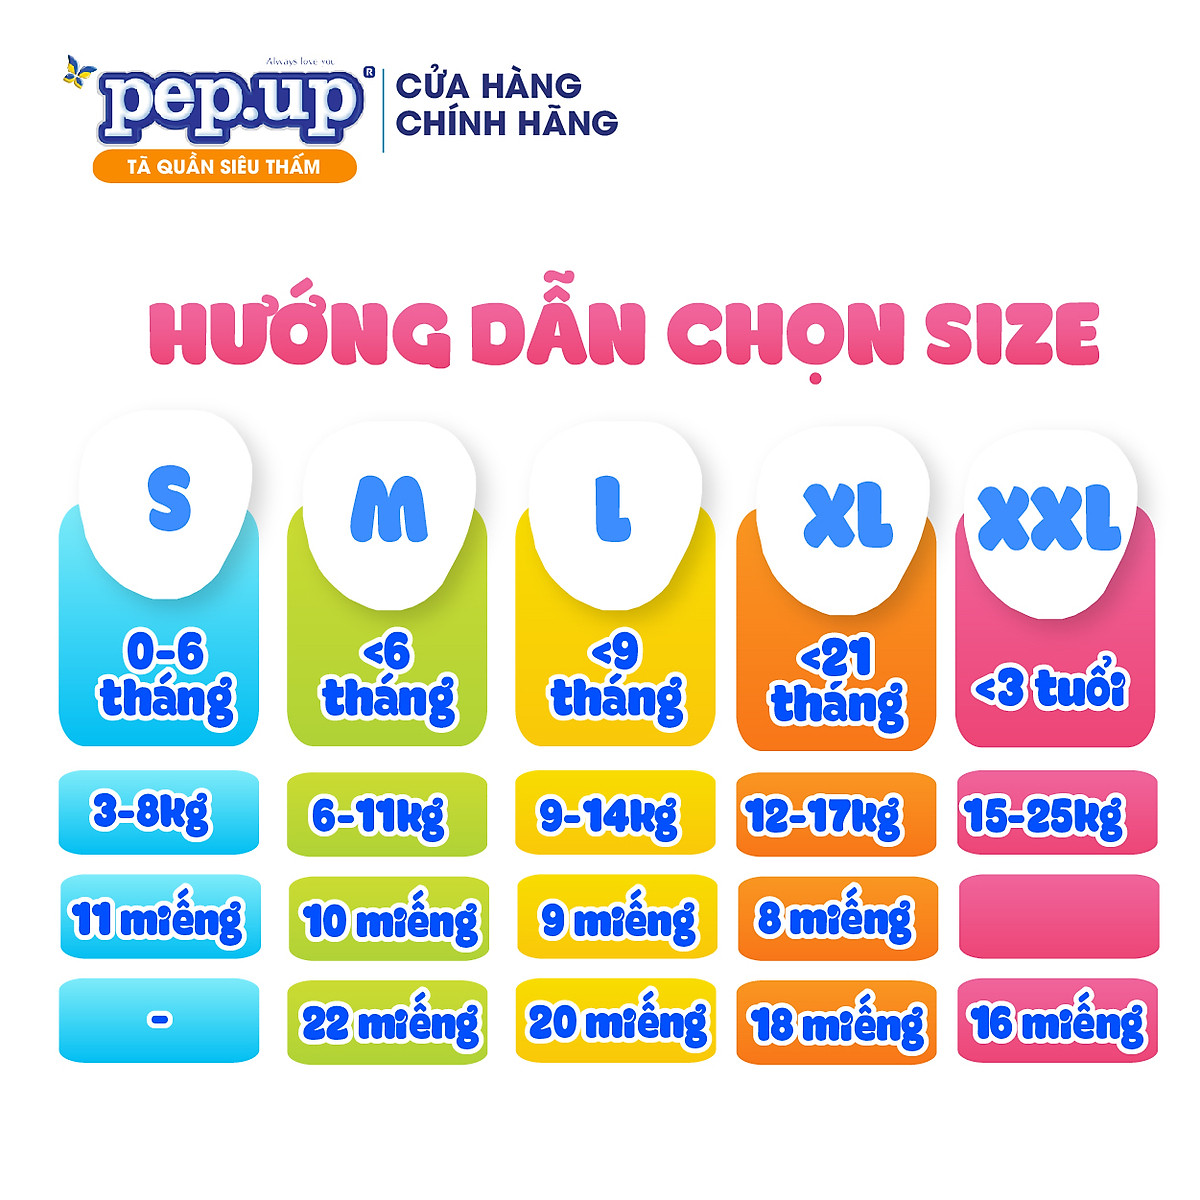 Always love you
pep.up®
TÃ QUẦN SIÊU THẤM
CỬA HÀNG
CHÍNH HÃNG
HƯỚNG DẪN CHỌN SIZE
S
M
L
XL
XXL
0-6
tháng
<6
tháng
<9
tháng
<21
tháng
<3 tuổi
3-8kg
6-11kg
9-14kg
12-17kg
15-25kg
11 miếng
10 miếng
9 miếng
8 miếng
-
22 miếng
20 miếng
18 miếng
16 miếng